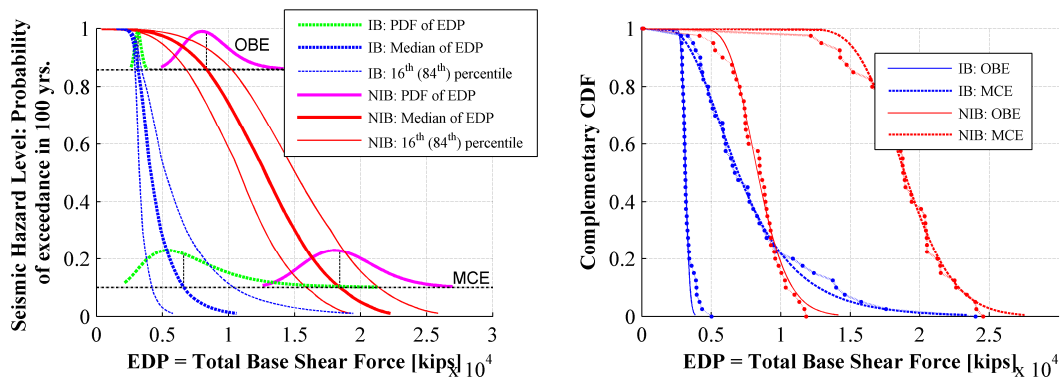 Seismic Hazard Level: Probability
of exceedance in 100 yrs.
1
0.8
0.6
0.4
0.2
0
0
0.5
1
1.5
2
2.5
3
x 10⁴
EDP = Total Base Shear Force [kips]
OBE
MCE
IB: PDF of EDP
IB: Median of EDP
IB: 16th (84th) percentile
NIB: PDF of EDP
NIB: Median of EDP
NIB: 16th (84th) percentile
Complementary CDF
1
0.8
0.6
0.4
0.2
0
0
0.5
1
1.5
2
2.5
3
x 10⁴
EDP = Total Base Shear Force [kips]
IB: OBE
IB: MCE
NIB: OBE
NIB: MCE